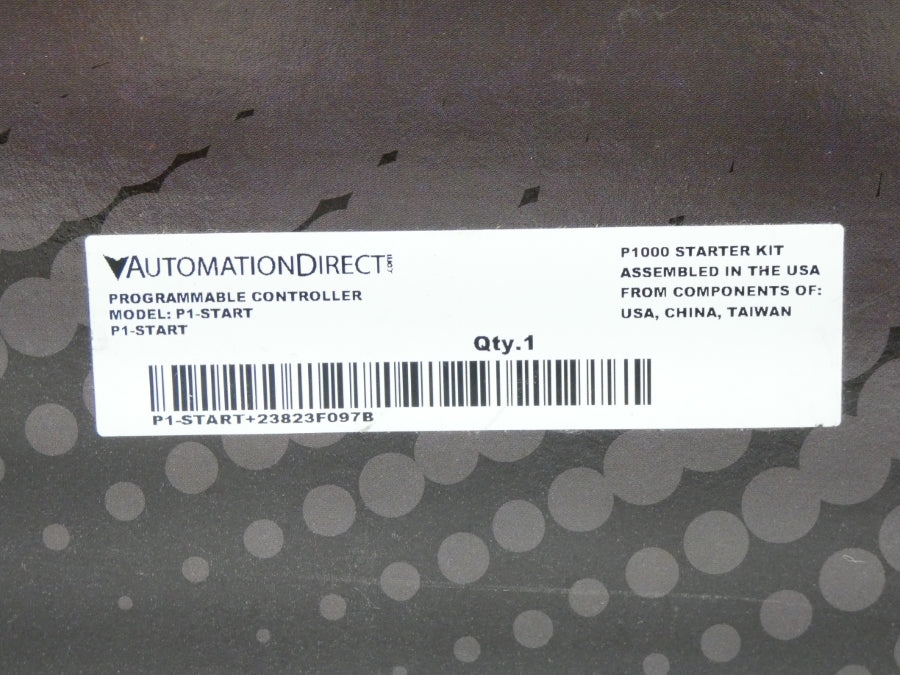 AUTOMATIONDIRECT
PROGRAMMABLE CONTROLLER
MODEL: P1-START
P1-START
P1000 STARTER KIT
ASSEMBLED IN THE USA
FROM COMPONENTS OF:
USA, CHINA, TAIWAN
Qty.1
P1-START+23823F097B